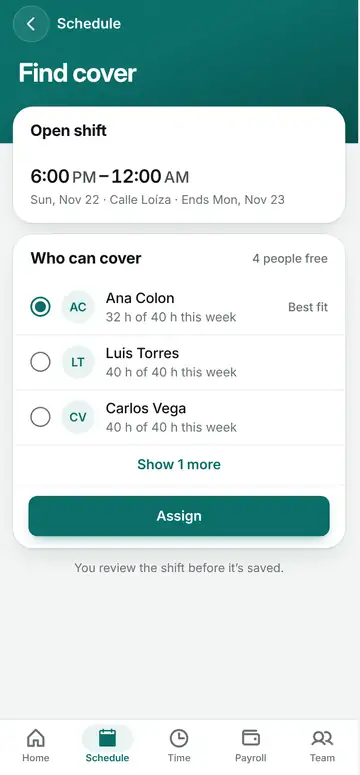 Schedule
Find cover
Open shift
6:00 PM – 12:00 AM
Sun, Nov 22 · Calle Loíza · Ends Mon, Nov 23
Who can cover 4 people free
AC Ana Colon
32 h of 40 h this week
Best fit
LT Luis Torres
40 h of 40 h this week
CV Carlos Vega
40 h of 40 h this week
Show 1 more
Assign
You review the shift before it’s saved.
Home Schedule Time Payroll Team